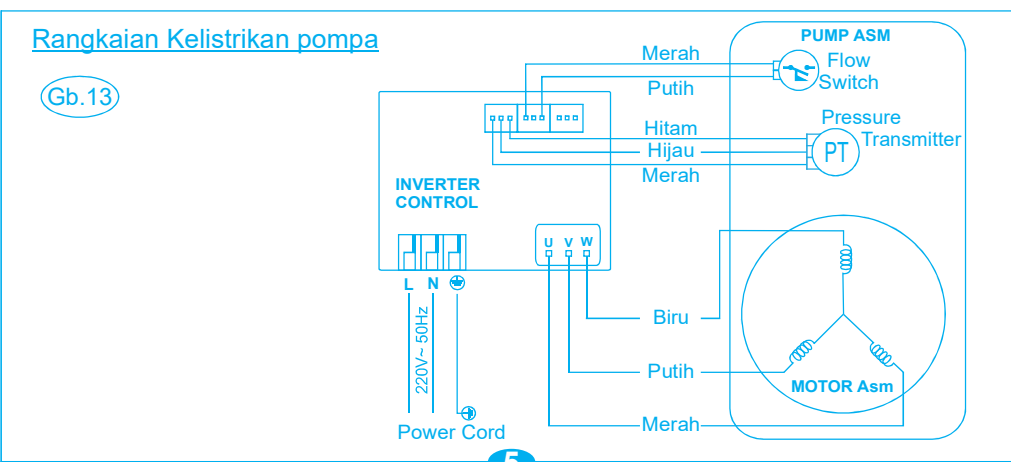 Rangkaian Kelistrikan pompa
Gb.13
PUMP ASM
Merah
Flow
Switch
Putih
Pressure
Transmitter
Hitam
Hijau
PT
Merah
INVERTER
CONTROL
U V W
L N
220V~ 50Hz
Biru
Putih
MOTOR Asm
Merah
Power Cord
5